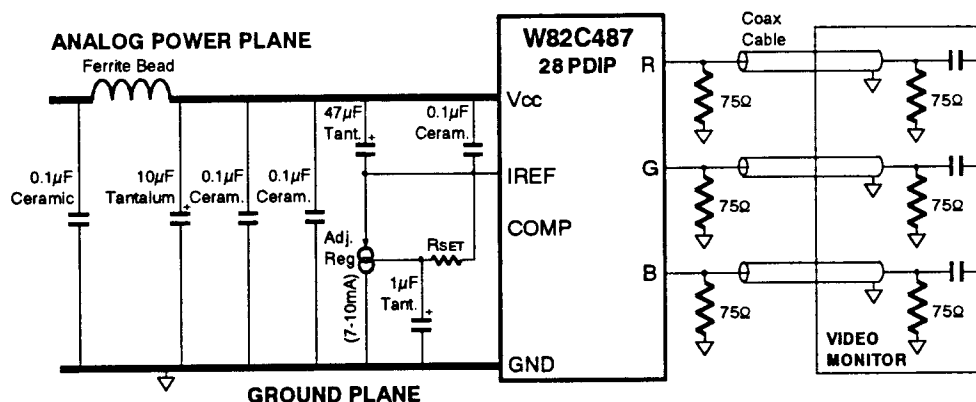 ANALOG POWER PLANE
Ferrite Bead
0.1µF
Ceramic
10µF
Tantalum
0.1µF
Ceram.
0.1µF
Ceram.
47µF
Tant.
+
0.1µF
Ceram.
+
Adj.
Reg
(7-10mA)
RSET
1µF
Tant.
+
GROUND PLANE
W82C487
28 PDIP
Vcc
IREF
COMP
GND
R
G
B
Coax
Cable
75Ω
75Ω
75Ω
75Ω
75Ω
75Ω
VIDEO
MONITOR